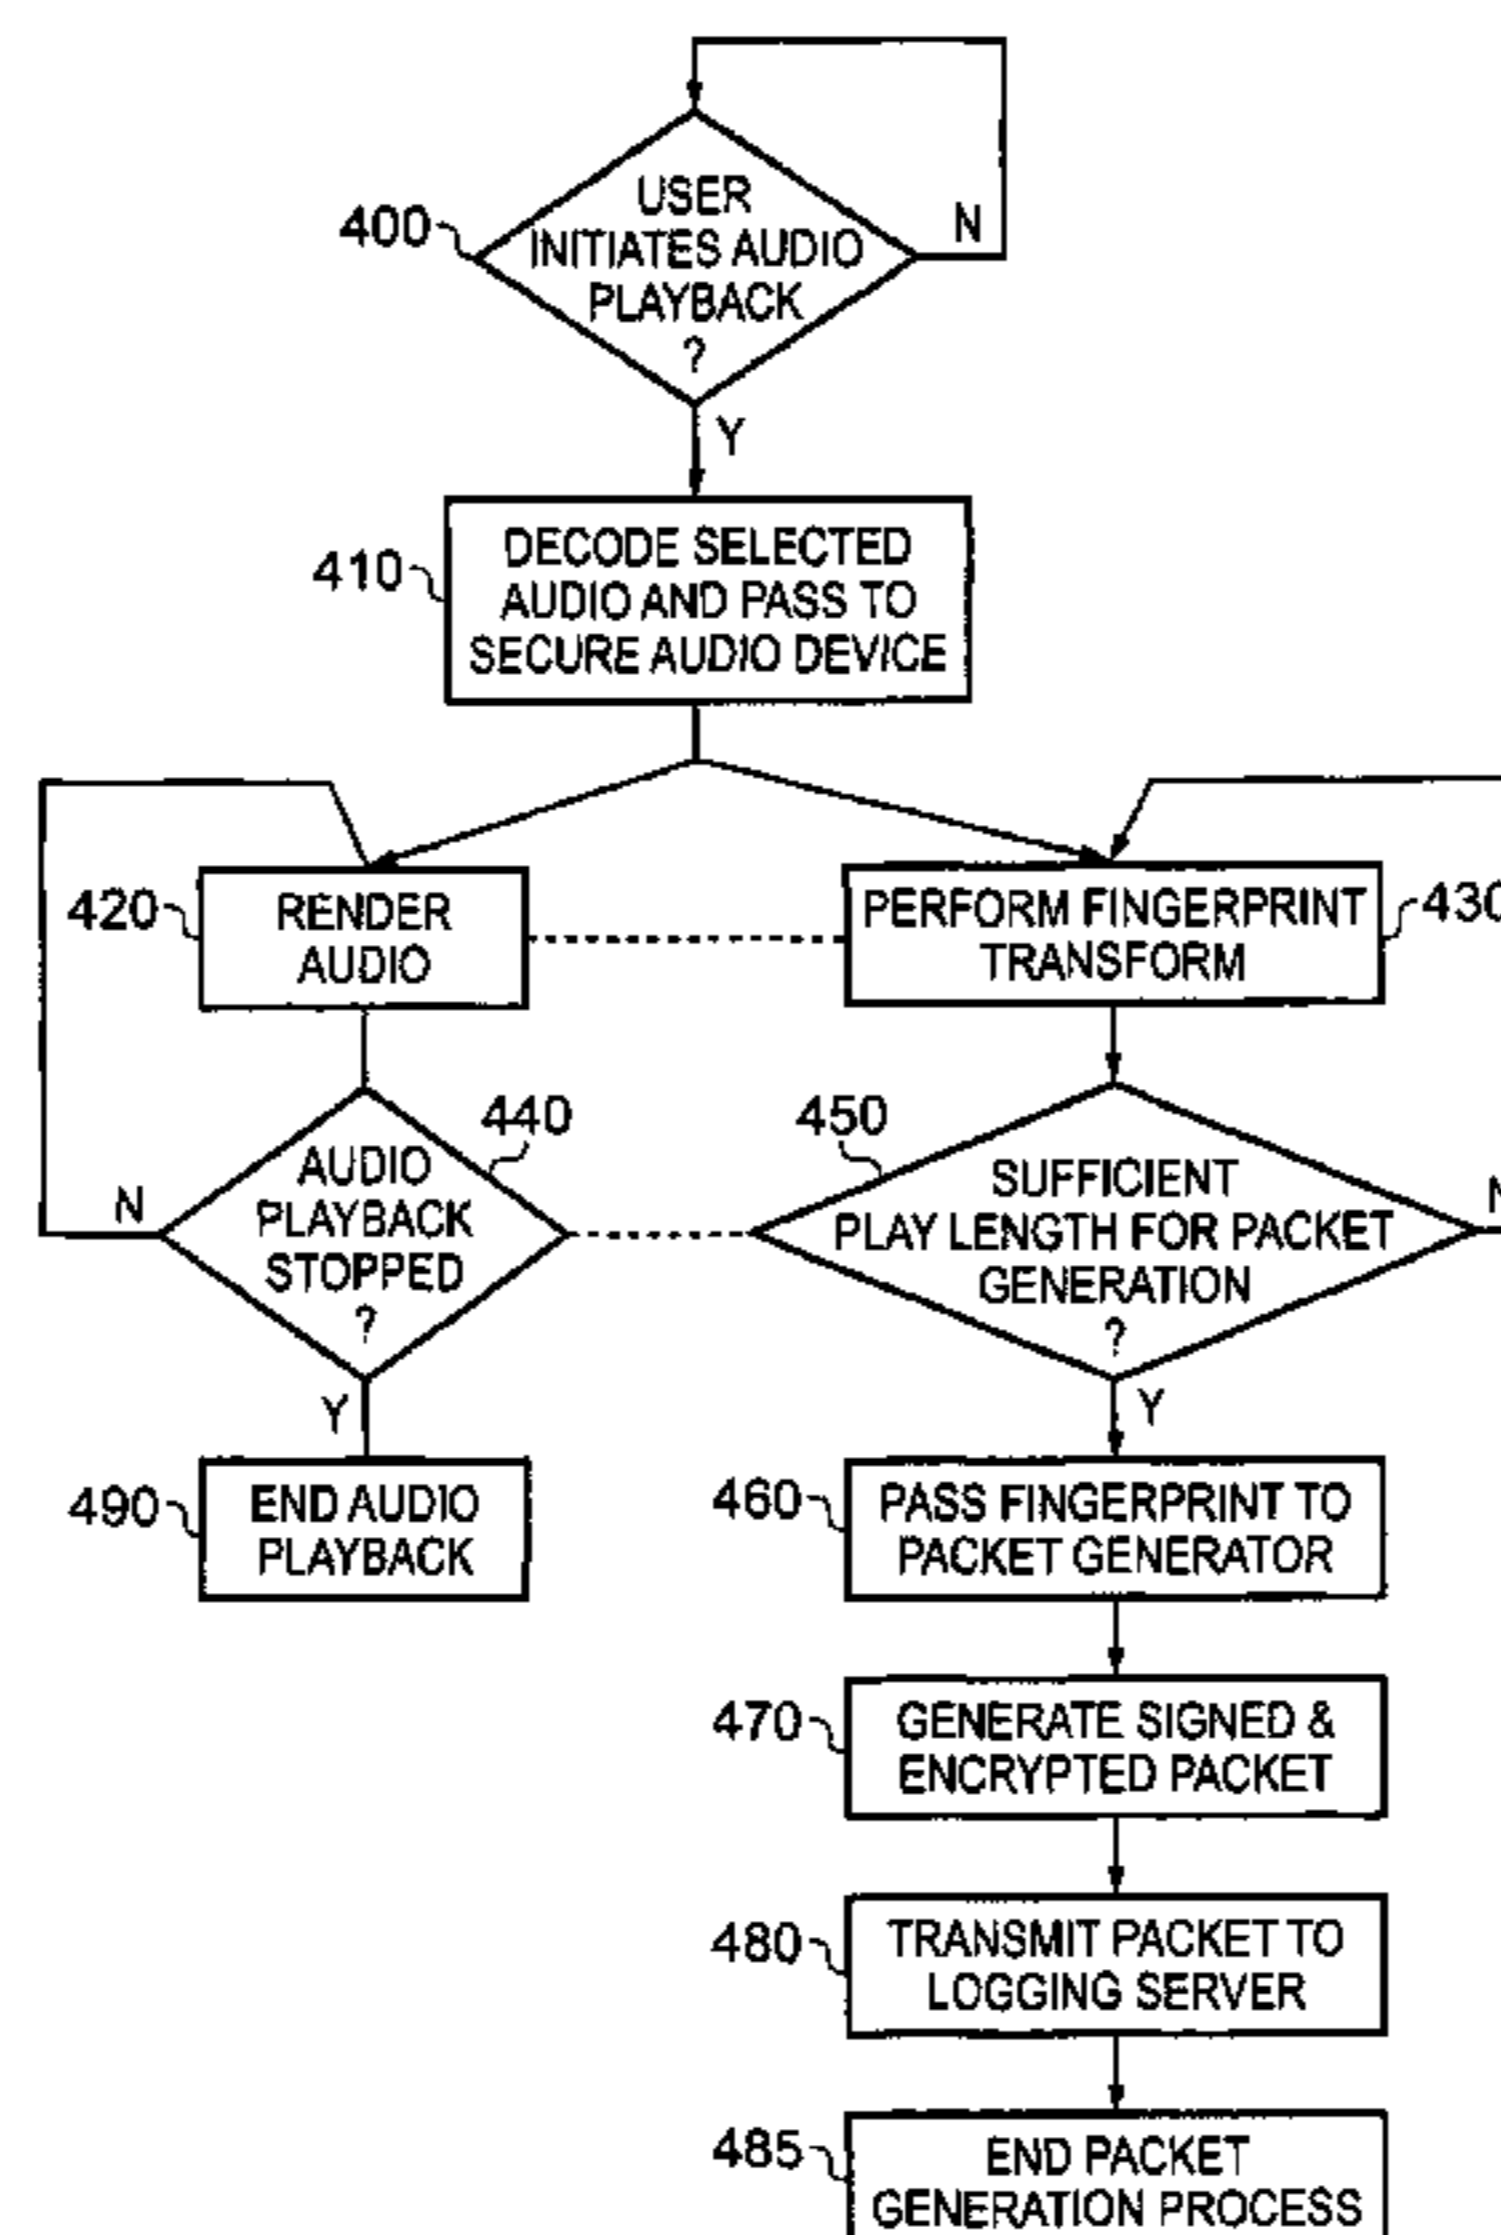 400
USER
INITIATES AUDIO
PLAYBACK
?
N
Y
410
DECODE SELECTED
AUDIO AND PASS TO
SECURE AUDIO DEVICE
420
RENDER
AUDIO
PERFORM FINGERPRINT
TRANSFORM
430
440
AUDIO
PLAYBACK
STOPPED
?
N
Y
450
SUFFICIENT
PLAY LENGTH FOR PACKET
GENERATION
?
N
Y
490
END AUDIO
PLAYBACK
460
PASS FINGERPRINT TO
PACKET GENERATOR
470
GENERATE SIGNED &
ENCRYPTED PACKET
480
TRANSMIT PACKET TO
LOGGING SERVER
485
END PACKET
GENERATION PROCESS